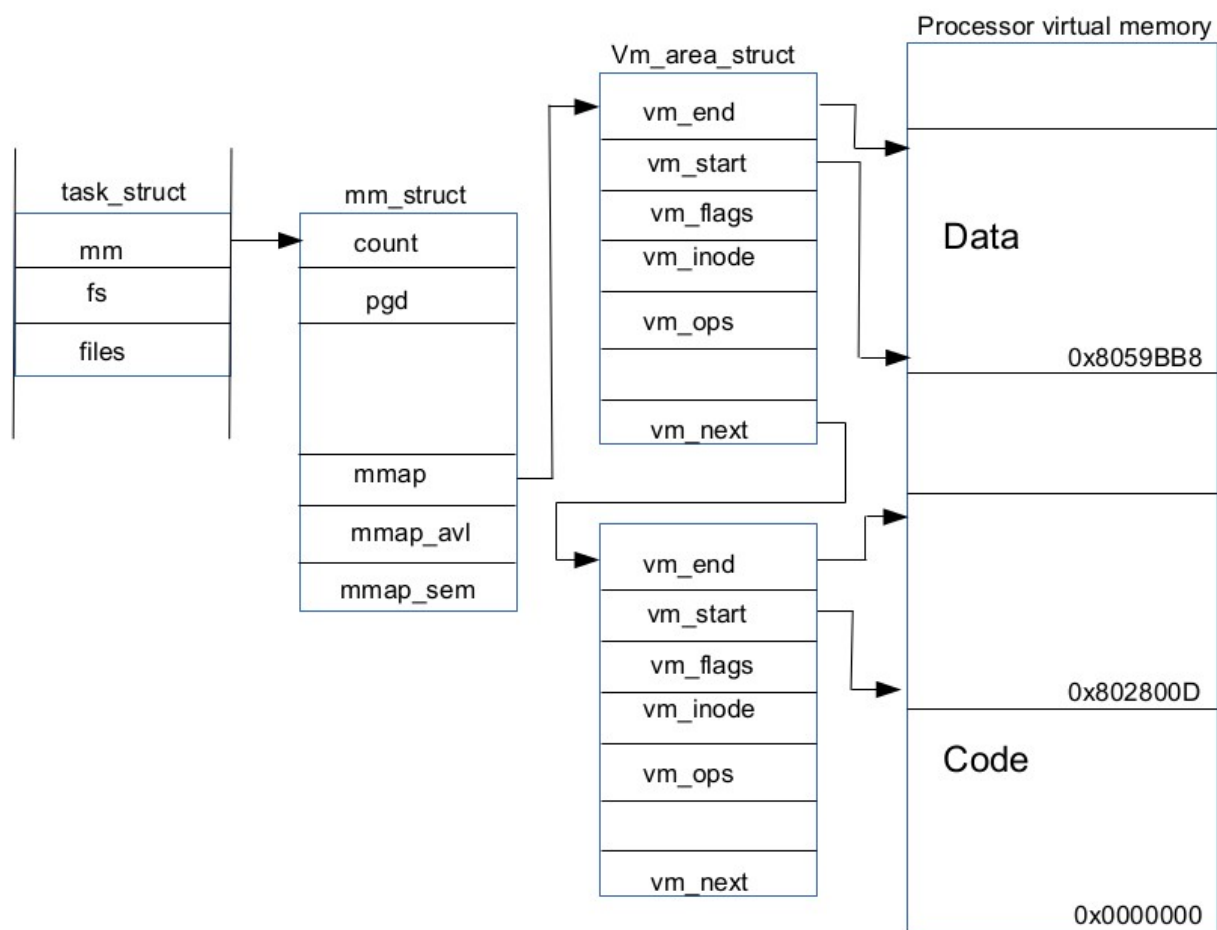 Processor virtual memory
Vm_area_struct
vm_end
vm_start
vm_flags
vm_inode
vm_ops
vm_next
task_struct
mm
fs
files
mm_struct
count
pgd
mmap
mmap_avl
mmap_sem
vm_end
vm_start
vm_flags
vm_inode
vm_ops
vm_next
Data
0x8059BB8
0x802800D
Code
0x0000000